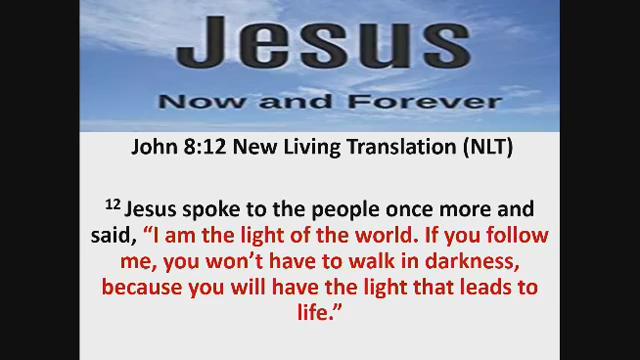 Jesus
Now and Forever
John 8:12 New Living Translation (NLT)
12 Jesus spoke to the people once more and
said, “I am the light of the world. If you follow
me, you won’t have to walk in darkness,
because you will have the light that leads to
life.”